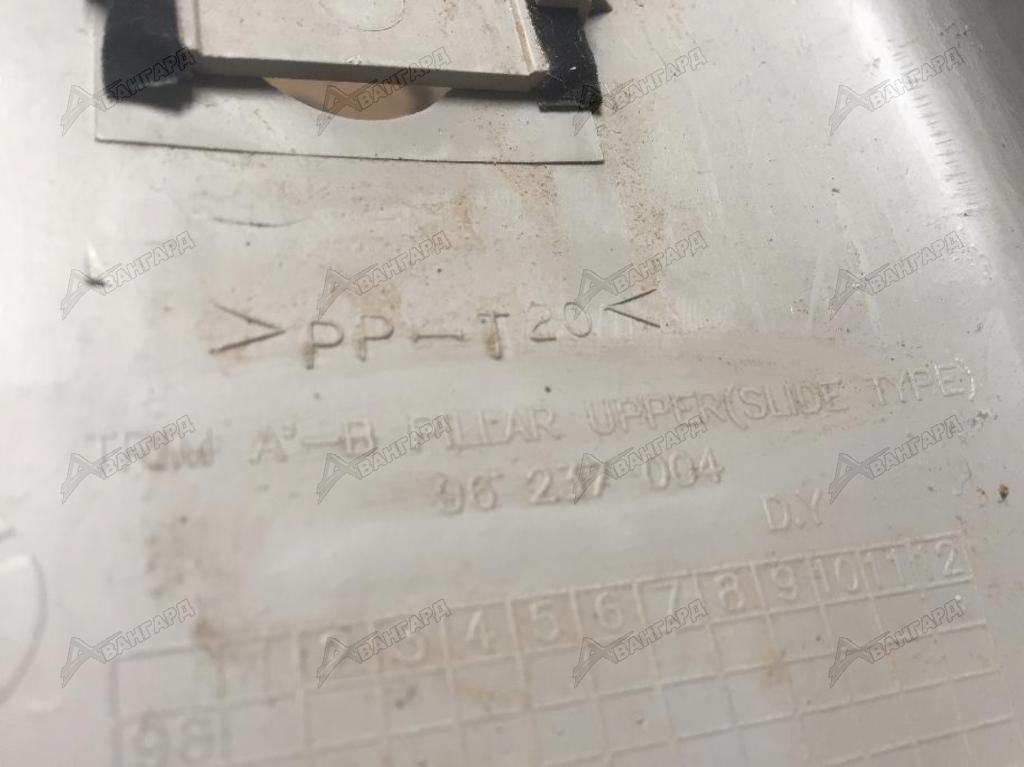 >PP-T20<
TRIM A'-B PILLAR UPPER(SLIDE TYPE)
96 237 004
D.Y
1 2 3 4 5 6 7 8 9 10 11 12
98
АВАНГАРД